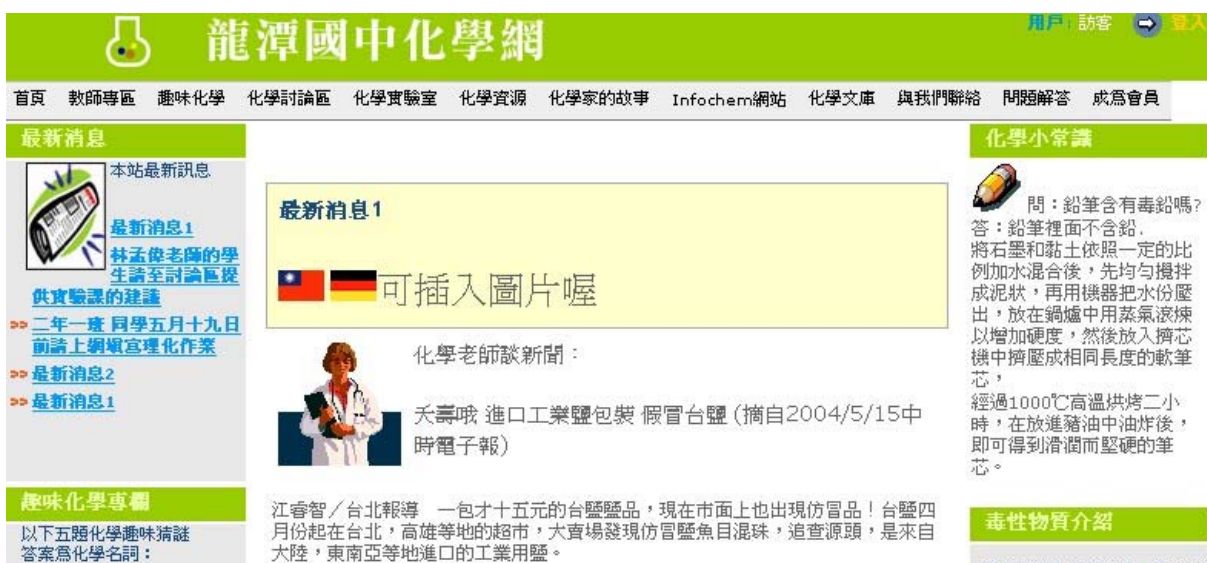 龍潭國中化學網
用戶: 訪客 登入
首頁 教師專區 趣味化學 化學討論區 化學實驗室 化學資源 化學家的故事 Infochem網站 化學文庫 與我們聯絡 問題解答 成爲會員
最新消息
本站最新訊息
最新消息1
林孟偉老師的學
生請至討論區提
供實驗課的建議
>> 二年一班 同學五月十九日
前請上網填寫理化作業
>> 最新消息2
>> 最新消息1
趣味化學專欄
以下五題化學趣味猜謎
答案爲化學名詞：
最新消息1
可插入圖片喔
化學老師談新聞：
夭壽哦 進口工業鹽包裝 假冒台鹽 (摘自2004/5/15中
時電子報)
江睿智／台北報導 一包才十五元的台鹽鹽品，現在市面上也出現仿冒品！台鹽四
月份起在台北，高雄等地的超市，大賣場發現仿冒鹽魚目混珠，追查源頭，是來自
大陸，東南亞等地進口的工業用鹽。
化學小常識
問：鉛筆含有毒鉛嗎?
答：鉛筆裡面不含鉛.
將石墨和黏土依照一定的比
例加水混合後，先均勻攪拌
成泥狀，再用機器把水份壓
出，放在鍋爐中用蒸氣滾煉
以增加硬度，然後放入擠芯
機中擠壓成相同長度的軟筆
芯，
經過1000℃高溫烘烤二小
時，在放進豬油中油炸後，
即可得到滑潤而堅硬的筆
芯。
毒性物質介紹